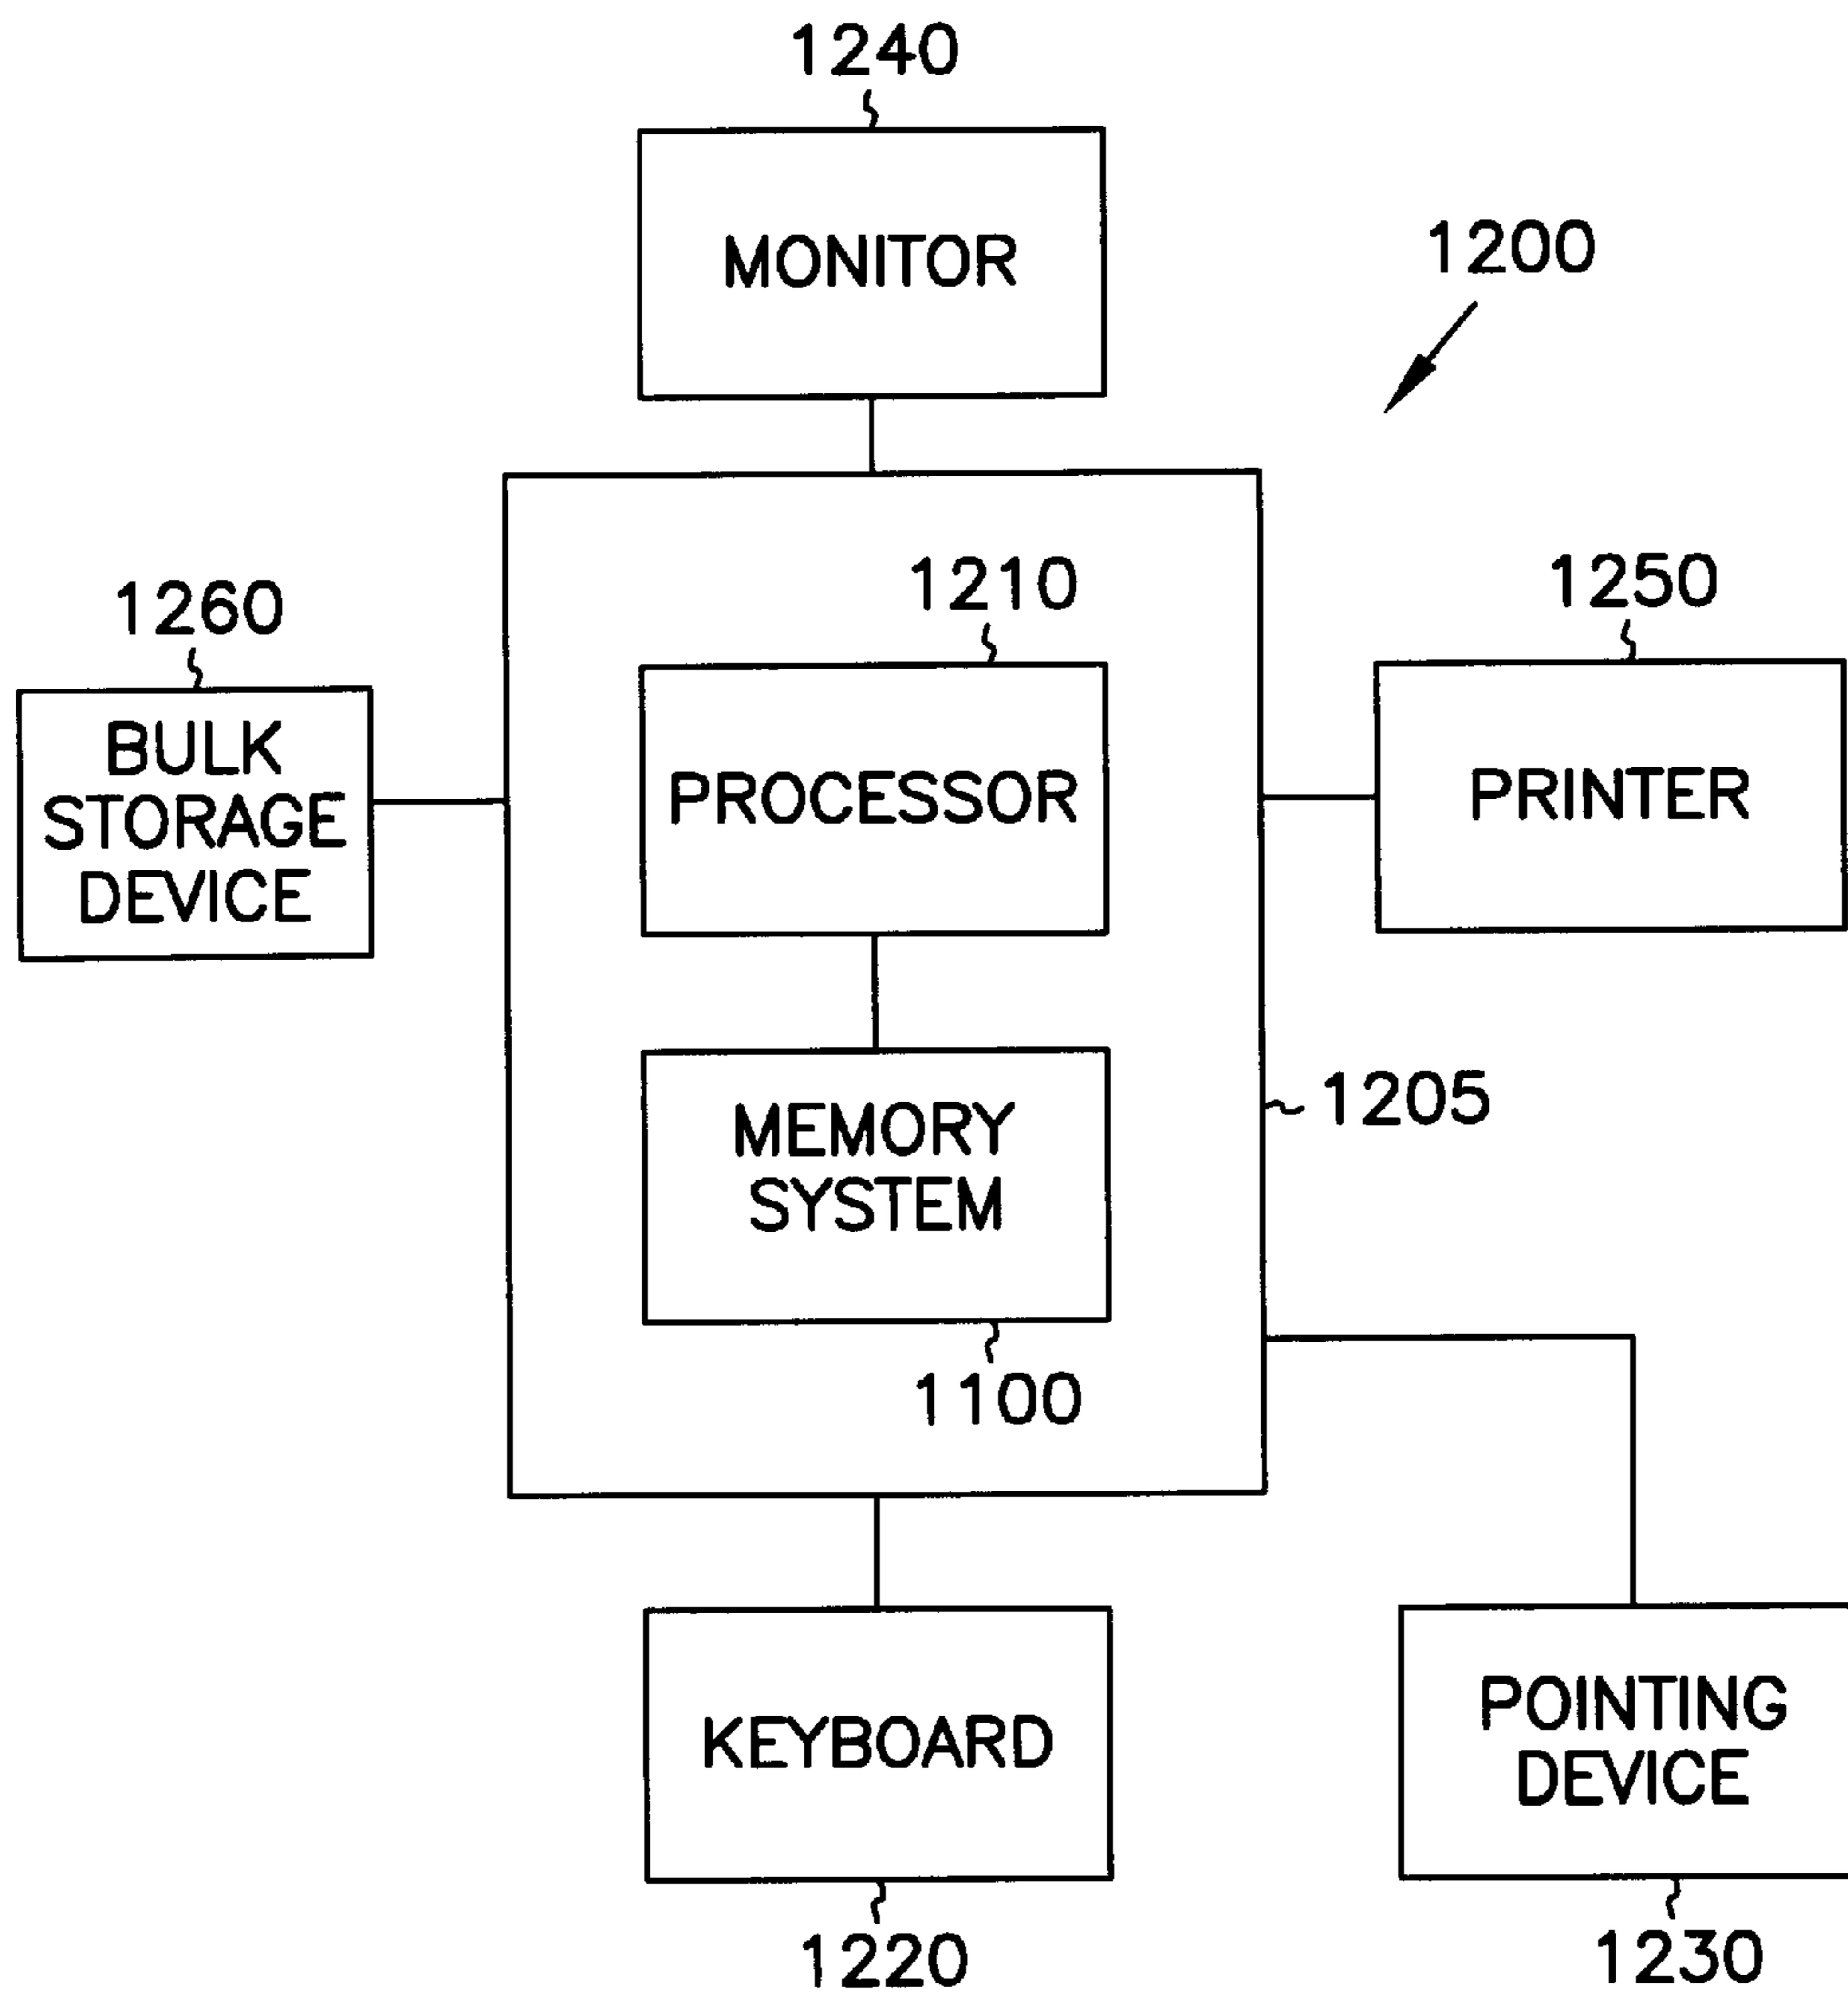 1240
MONITOR
1200
1260
BULK
STORAGE
DEVICE
1210
PROCESSOR
1250
PRINTER
MEMORY
SYSTEM
1205
1100
KEYBOARD
1220
POINTING
DEVICE
1230